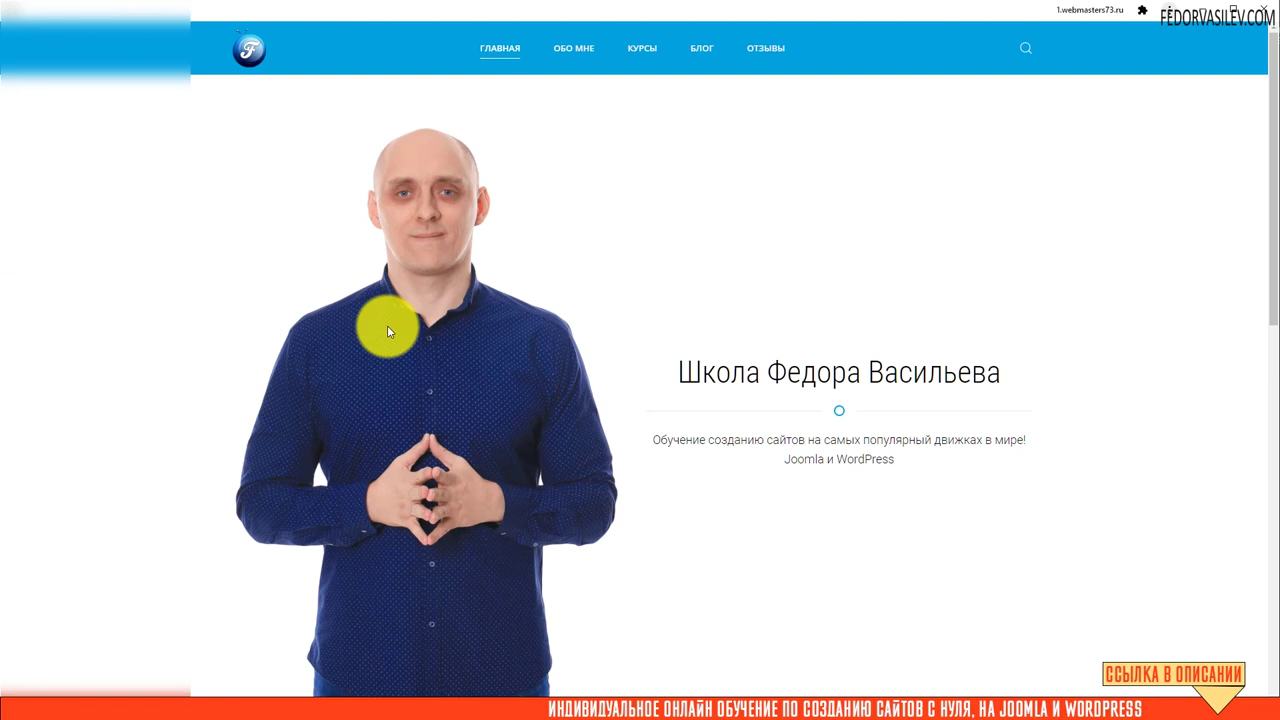 1.webmasters73.ru
FEDORVASILEV.COM
F
ГЛАВНАЯ
ОБО МНЕ
КУРСЫ
БЛОГ
ОТЗЫВЫ
Школа Федора Васильева
Обучение созданию сайтов на самых популярный движках в мире!
Joomla и WordPress
ССЫЛКА В ОПИСАНИИ
ИНДИВИДУАЛЬНОЕ ОНЛАЙН ОБУЧЕНИЕ ПО СОЗДАНИЮ САЙТОВ С НУЛЯ, НА JOOMLA И WORDPRESS